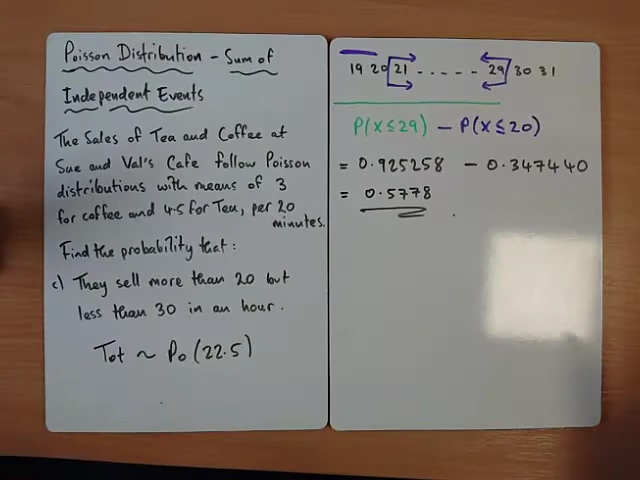 Poisson Distribution - Sum of
Independent Events
The Sales of Tea and Coffee at
Sue and Val's Cafe follow Poisson
distributions with means of 3
for coffee and 4.5 for Tea, per 20
minutes.
Find the probability that:
c) They sell more than 20 but
less than 30 in an hour.
Tot ~ Po (22.5)
19 20 21 - - - - - 29 30 31
P(X≤29) - P(X≤20)
= 0.925258 - 0.347440
= 0.5778